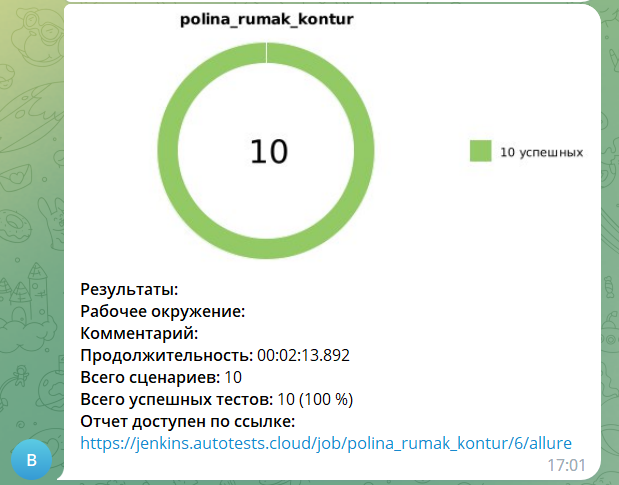 polina_rumak_kontur
10
10 успешных
Результаты:
Рабочее окружение:
Комментарий:
Продолжительность: 00:02:13.892
Всего сценариев: 10
Всего успешных тестов: 10 (100 %)
Отчет доступен по ссылке:
https://jenkins.autotests.cloud/job/polina_rumak_kontur/6/allure
B
17:01